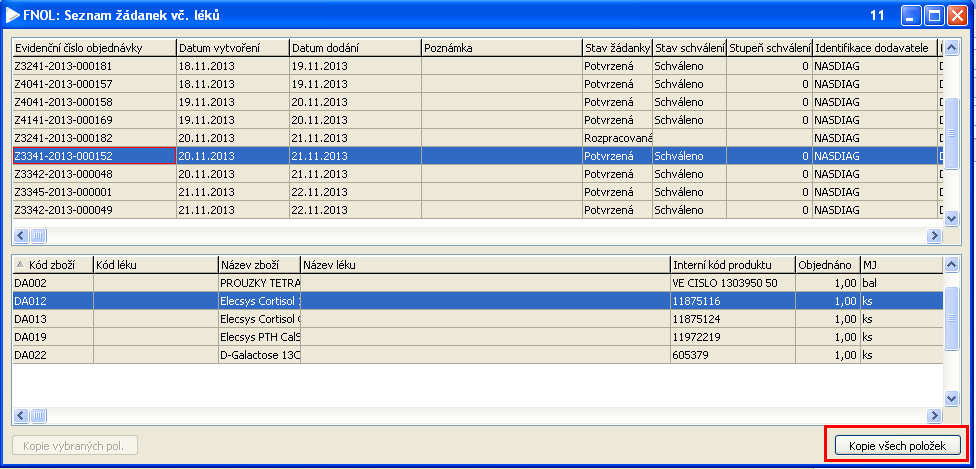 FNOL: Seznam žádanek vč. léků 11
Evidenční číslo objednávky Datum vytvoření Datum dodání Poznámka Stav žádanky Stav schválení Stupeň schválení Identifikace dodavatele
Z3241-2013-000181 18.11.2013 19.11.2013 Potvrzená Schváleno 0 NASDIAG
Z4041-2013-000157 18.11.2013 19.11.2013 Potvrzená Schváleno 0 NASDIAG
Z4041-2013-000158 19.11.2013 20.11.2013 Potvrzená Schváleno 0 NASDIAG
Z4141-2013-000169 19.11.2013 20.11.2013 Potvrzená Schváleno 0 NASDIAG
Z3241-2013-000182 20.11.2013 21.11.2013 Rozpracovaná NASDIAG
Z3341-2013-000152 20.11.2013 21.11.2013 Potvrzená Schváleno 0 NASDIAG
Z3342-2013-000048 20.11.2013 21.11.2013 Potvrzená Schváleno 0 NASDIAG
Z3345-2013-000001 21.11.2013 22.11.2013 Potvrzená Schváleno 0 NASDIAG
Z3342-2013-000049 21.11.2013 22.11.2013 Potvrzená Schváleno 0 NASDIAG
Kód zboží Kód léku Název zboží Název léku Interní kód produktu Objednáno MJ
DA002 PROUZKY TETRA VE CISLO 1303950 50 1,00 bal
DA012 Elecsys Cortisol 11875116 1,00 ks
DA013 Elecsys Cortisol 11875124 1,00 ks
DA019 Elecsys PTH CalS 11972219 1,00 ks
DA022 D-Galactose 13C 605379 1,00 ks
Kopie vybraných pol. Kopie všech položek